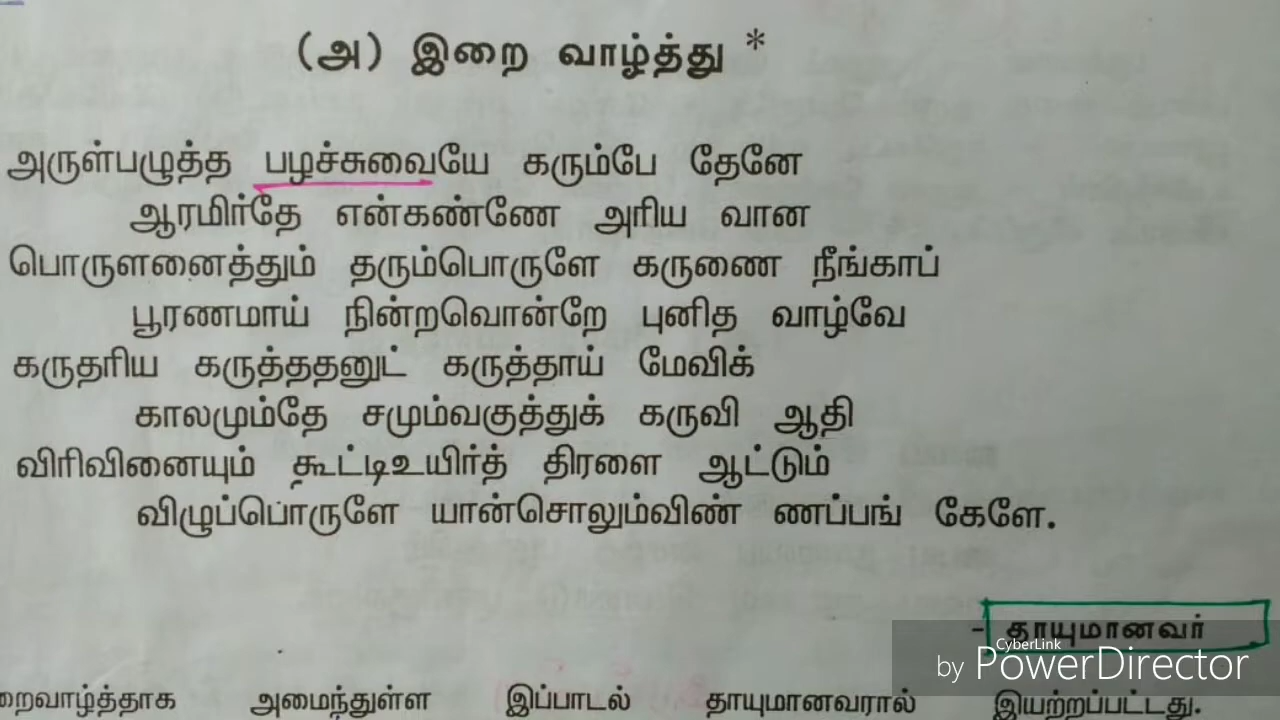 (அ) இறை வாழ்த்து *
அருள்பழுத்த பழச்சுவையே கரும்பே தேனே
ஆரமிர்தே என்கண்ணே அரிய வான
பொருளனைத்தும் தரும்பொருளே கருணை நீங்காப்
பூரணமாய் நின்றவொன்றே புனித வாழ்வே
கருதரிய கருத்ததனுட் கருத்தாய் மேவிக்
காலமும்தே சமும்வகுத்துக் கருவி ஆதி
விரிவினையும் கூட்டிஉயிர்த் திரளை ஆட்டும்
விழுப்பொருளே யான்சொலும்விண் ணப்பங் கேளே.
- தாயுமானவர்
CyberLink
by PowerDirector
றைவாழ்த்தாக அமைந்துள்ள இப்பாடல் தாயுமானவரால் இயற்றப்பட்டது.